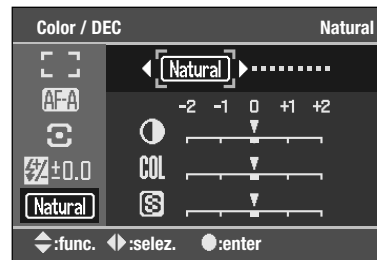 Color / DEC Natural
Natural
AF-A
-2 -1 0 +1 +2
COL
±0.0
S
Natural
:func. :selez. :enter